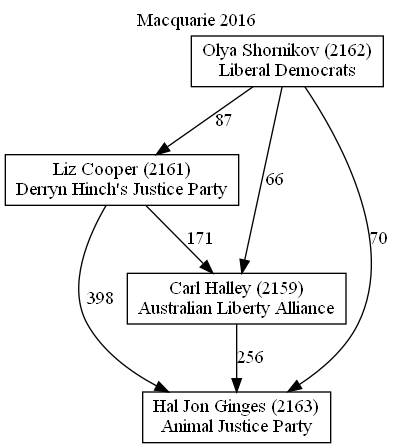 Macquarie 2016
Olya Shornikov (2162)
Liberal Democrats
87
Liz Cooper (2161)
Derryn Hinch's Justice Party
66
171
70
Carl Halley (2159)
Australian Liberty Alliance
398
256
Hal Jon Ginges (2163)
Animal Justice Party